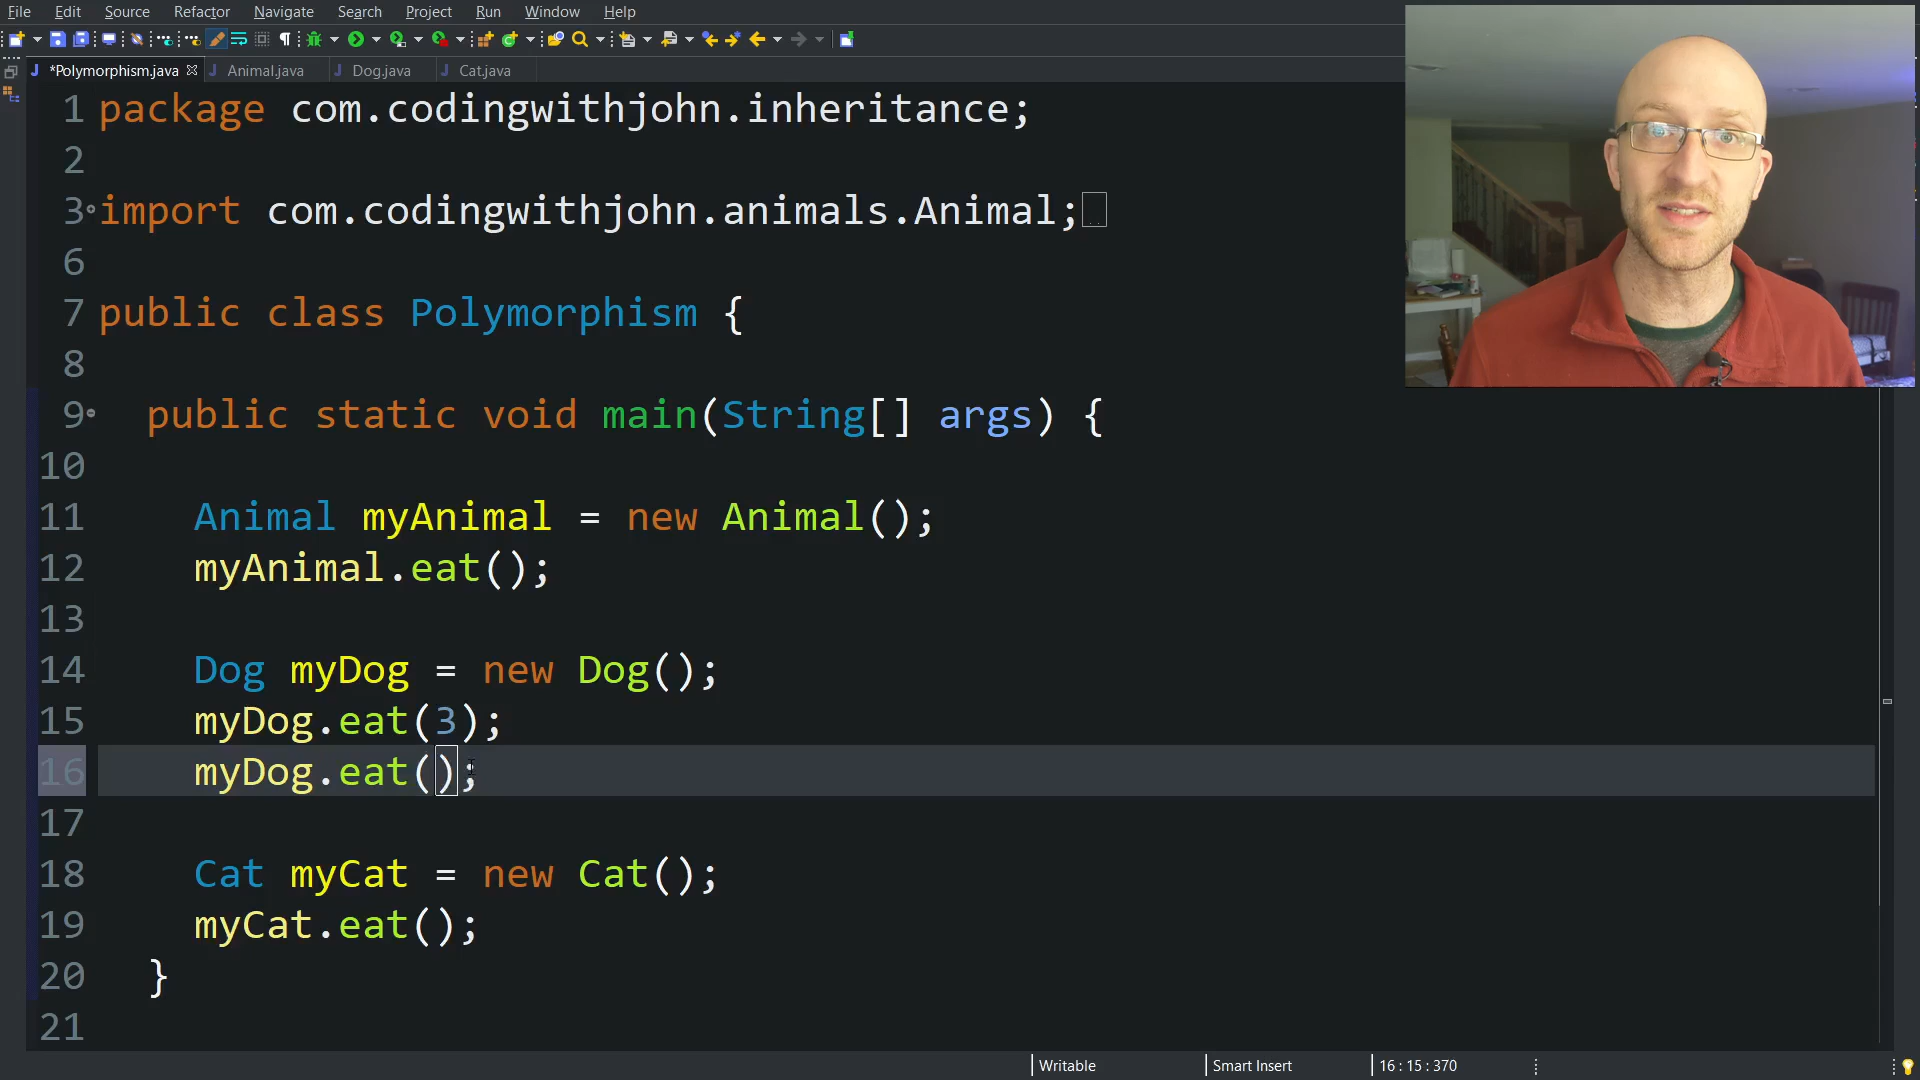 File Edit Source Refactor Navigate Search Project Run Window Help
*Polymorphism.java Animal.java Dog.java Cat.java
1 package com.codingwithjohn.inheritance;
2
3 import com.codingwithjohn.animals.Animal;
6
7 public class Polymorphism {
8
9 public static void main(String[] args) {
10
11 Animal myAnimal = new Animal();
12 myAnimal.eat();
13
14 Dog myDog = new Dog();
15 myDog.eat(3);
16 myDog.eat();
17
18 Cat myCat = new Cat();
19 myCat.eat();
20 }
21
Writable Smart Insert 16 : 15 : 370